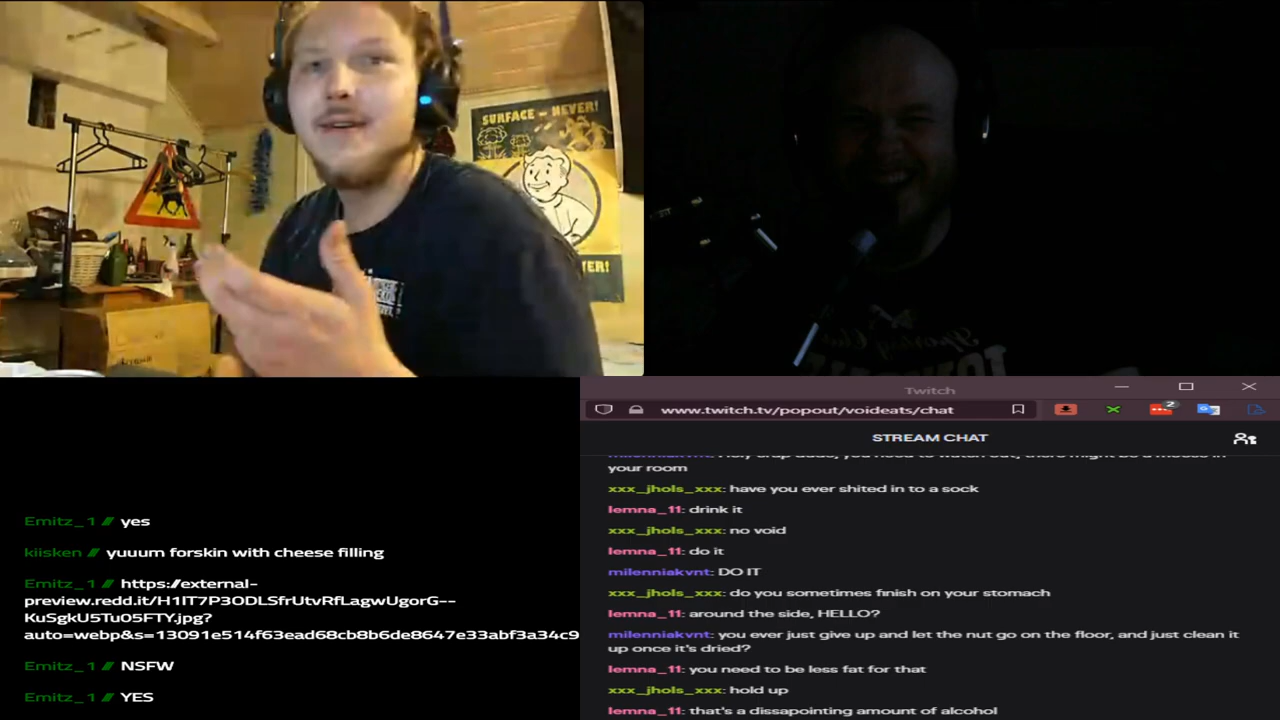 SURFACE - NEVER!
Twitch
www.twitch.tv/popout/voideats/chat
2
STREAM CHAT
your room
xxx_jhols_xxx: have you ever shited in to a sock
lemna_11: drink it
xxx_jhols_xxx: no void
lemna_11: do it
milenniakvnt: DO IT
xxx_jhols_xxx: do you sometimes finish on your stomach
lemna_11: around the side, HELLO?
milenniakvnt: you ever just give up and let the nut go on the floor, and just clean it
up once it's dried?
lemna_11: you need to be less fat for that
xxx_jhols_xxx: hold up
lemna_11: that's a dissapointing amount of alcohol
Emitz_1 // yes
kiisken // yuuum forskin with cheese filling
Emitz_1 // https://external-
preview.redd.it/H1IT7P3ODLSfrUtvRfLagwUgorG--
KuSgkU5Tu05FTY.jpg?
auto=webp&s=13091e514f63ead68cb8b6de8647e33abf3a34c9
Emitz_1 // NSFW
Emitz_1 // YES